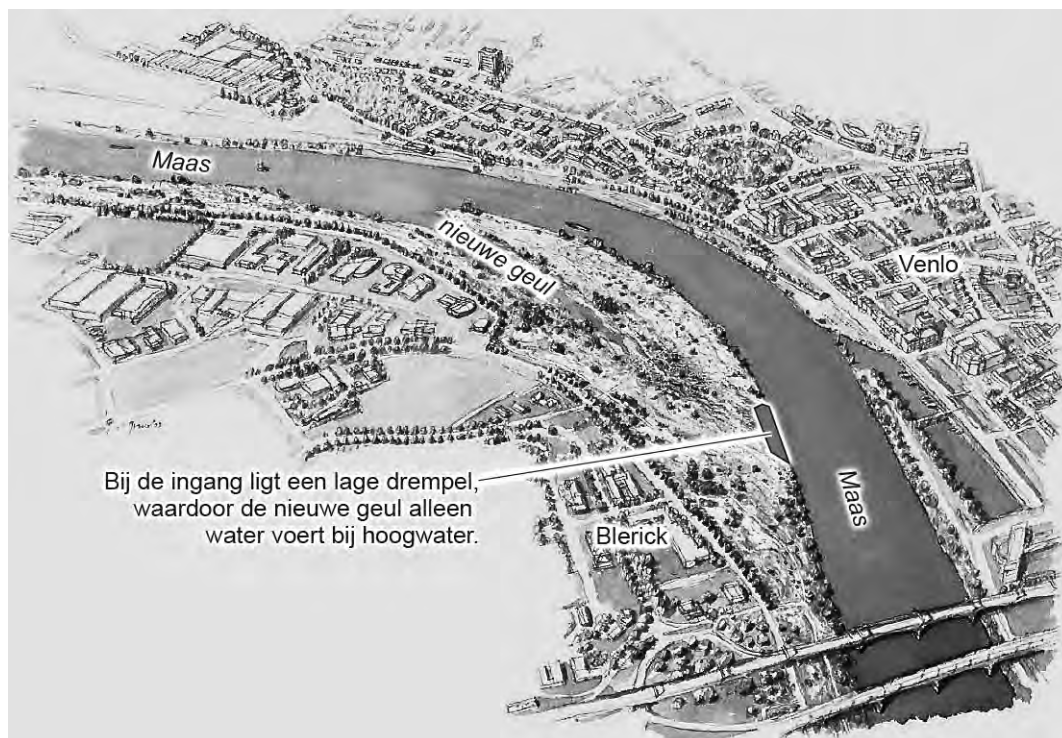 Maas
nieuwe geul
Venlo
Bij de ingang ligt een lage drempel,
waardoor de nieuwe geul alleen
water voert bij hoogwater.
Blerick
Maas